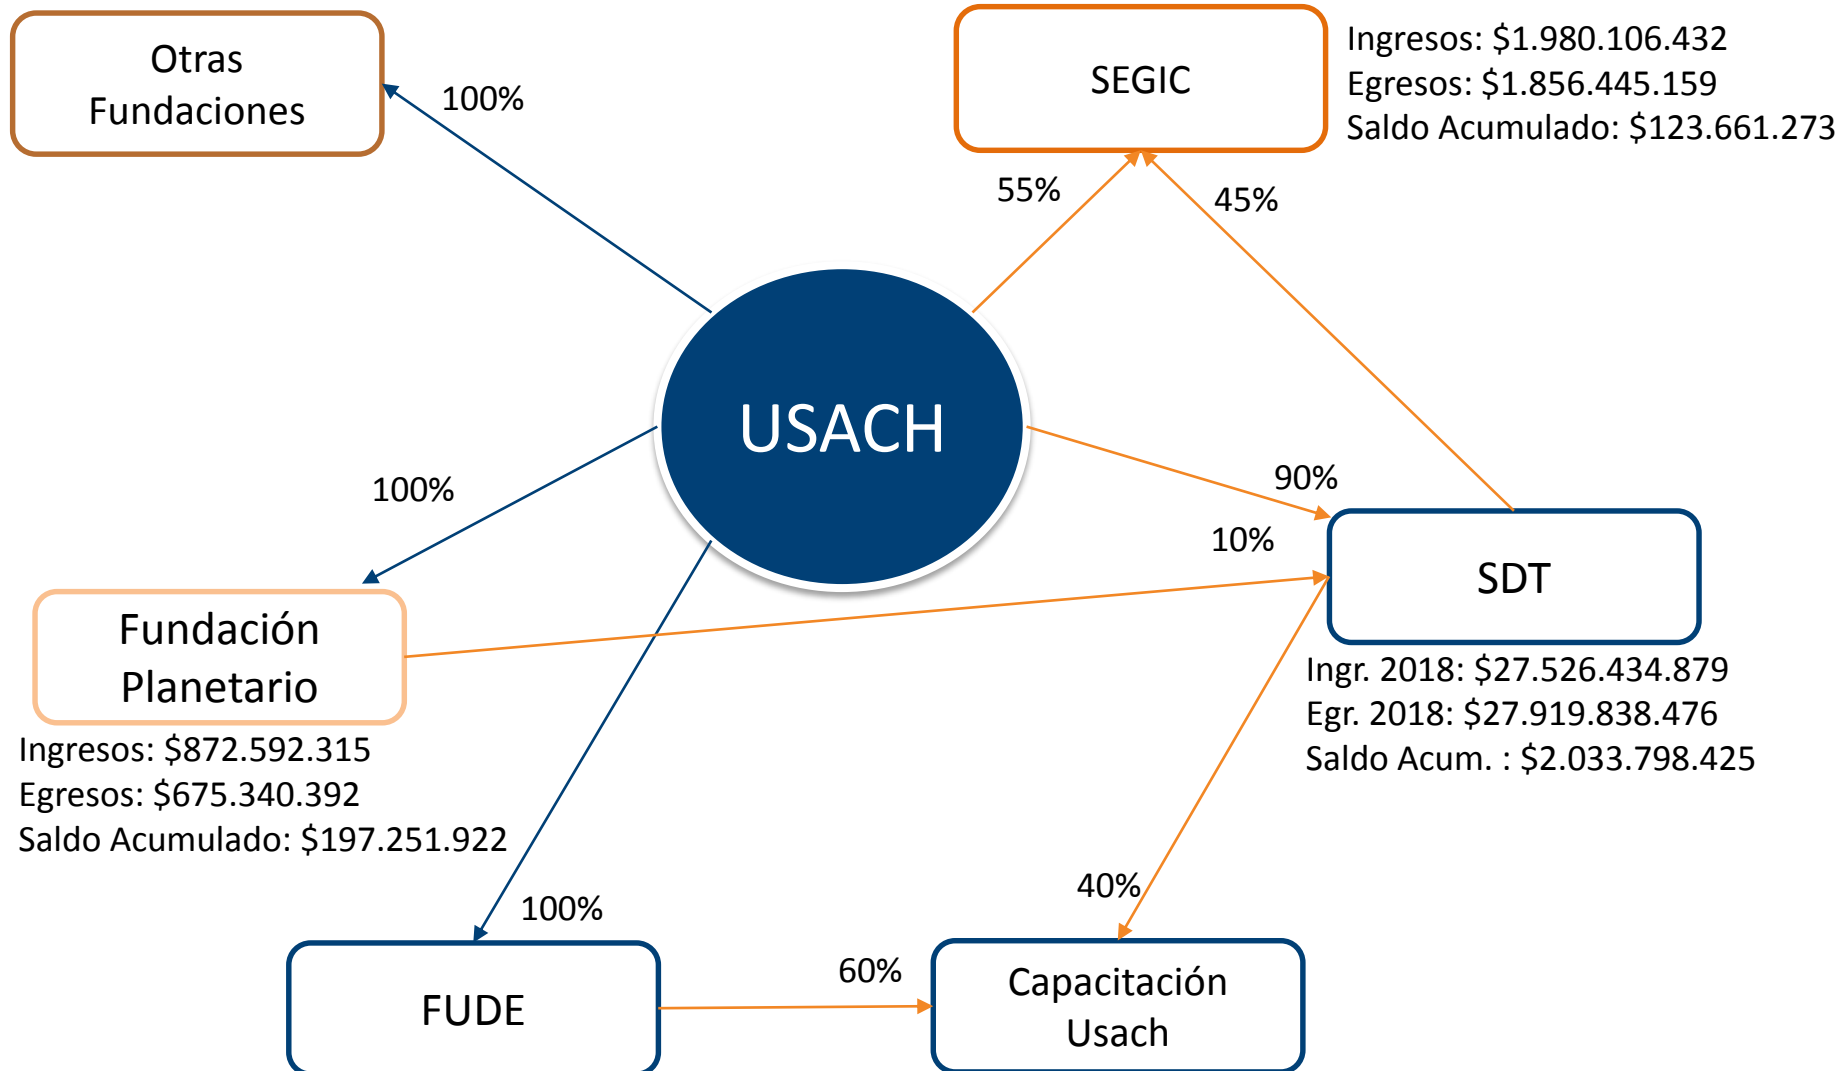 Otras
Fundaciones
100%
SEGIC
Ingresos: $1.980.106.432
Egresos: $1.856.445.159
Saldo Acumulado: $123.661.273
55%
45%
USACH
100%
90%
10%
SDT
Fundación
Planetario
Ingr. 2018: $27.526.434.879
Egr. 2018: $27.919.838.476
Saldo Acum. : $2.033.798.425
Ingresos: $872.592.315
Egresos: $675.340.392
Saldo Acumulado: $197.251.922
100%
40%
FUDE
60%
Capacitación
Usach